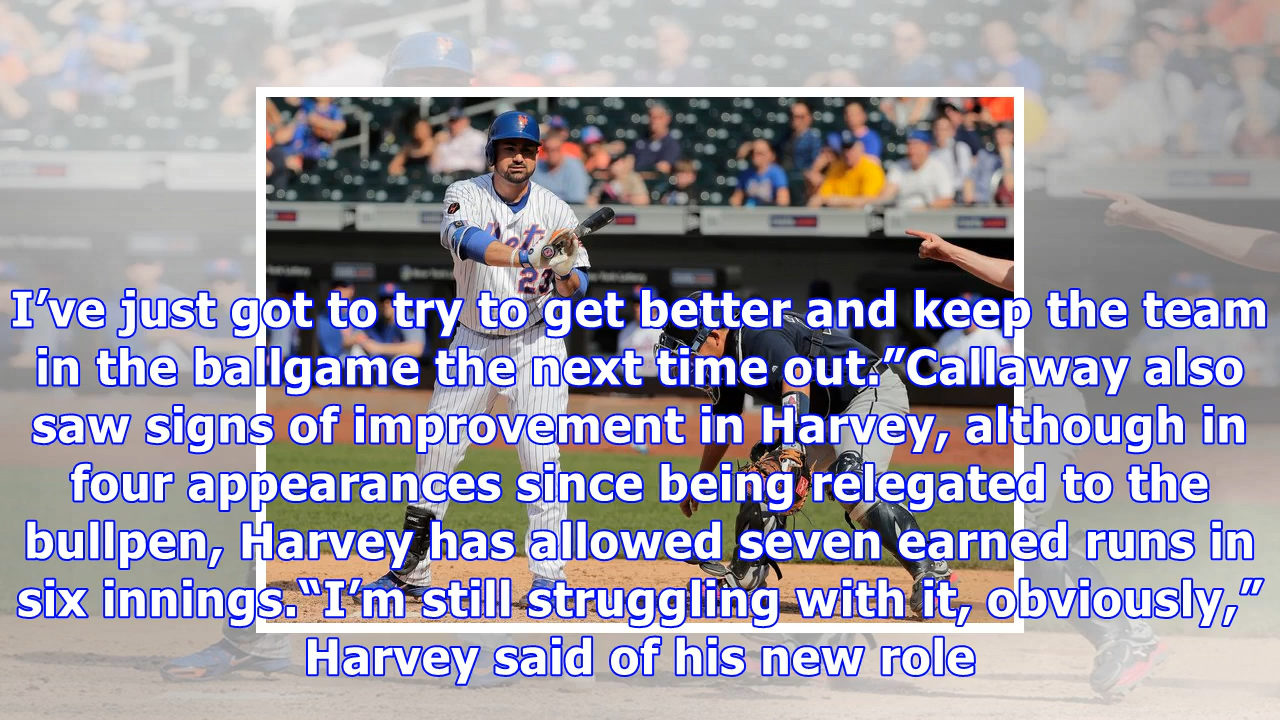 Mets
23
I’ve just got to try to get better and keep the team
in the ballgame the next time out.”Callaway also
saw signs of improvement in Harvey, although in
four appearances since being relegated to the
bullpen, Harvey has allowed seven earned runs in
six innings.“I’m still struggling with it, obviously,”
Harvey said of his new role